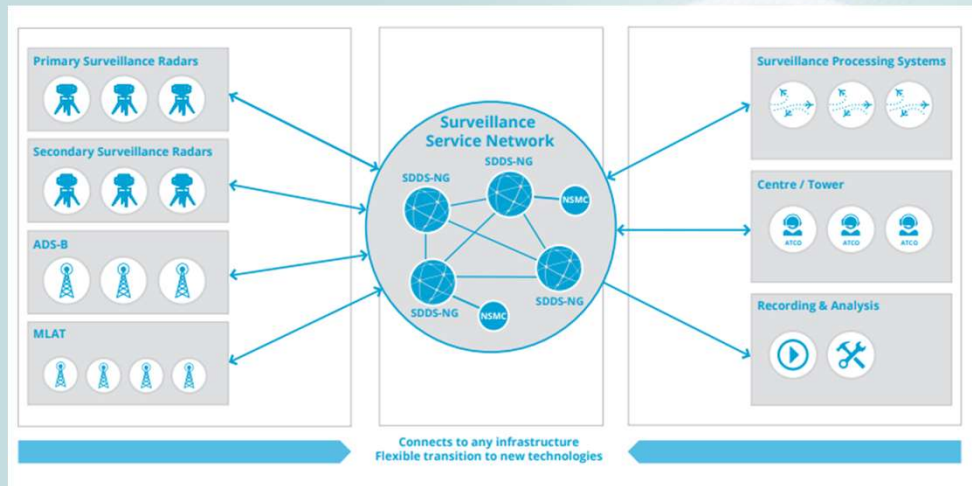 Primary Surveillance Radars
Secondary Surveillance Radars
ADS-B
MLAT
Surveillance
Service Network
SDDS-NG
SDDS-NG
NSMC
SDDS-NG
SDDS-NG
NSMC
Surveillance Processing Systems
Centre / Tower
ATCO ATCO ATCO
Recording & Analysis
Connects to any infrastructure
Flexible transition to new technologies